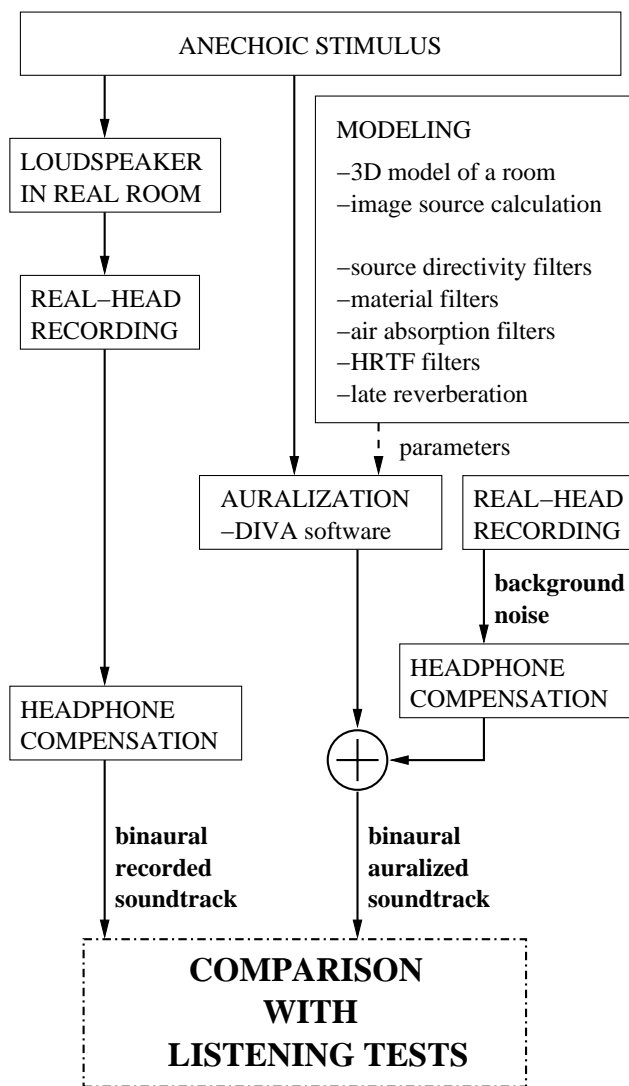 ANECHOIC STIMULUS
LOUDSPEAKER
IN REAL ROOM
REAL−HEAD
RECORDING
MODELING
−3D model of a room
−image source calculation
−source directivity filters
−material filters
−air absorption filters
−HRTF filters
−late reverberation
parameters
AURALIZATION
−DIVA software
REAL−HEAD
RECORDING
background
noise
HEADPHONE
COMPENSATION
HEADPHONE
COMPENSATION
binaural
recorded
soundtrack
binaural
auralized
soundtrack
COMPARISON
WITH
LISTENING TESTS